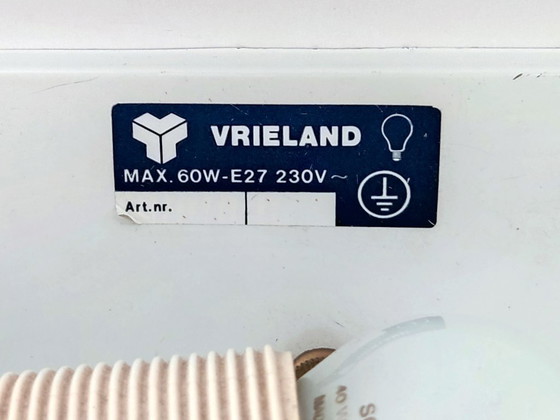 VRIELAND
MAX. 60W-E27 230V~
Art.nr.